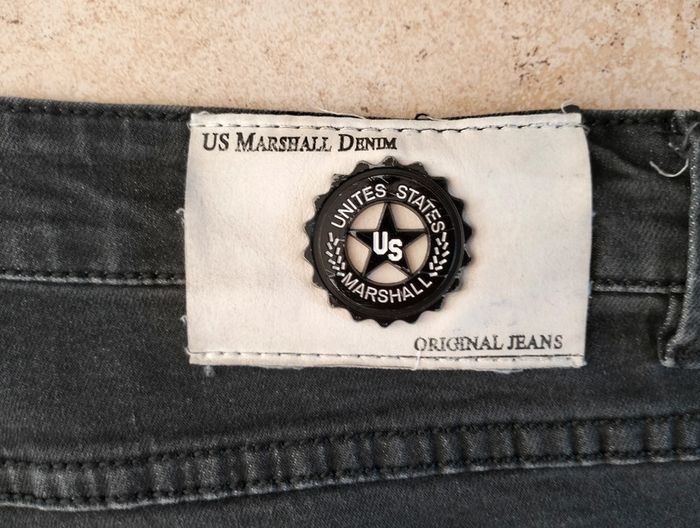 US MARSHALL DENIM
UNITES STATES
US
MARSHALL
ORIGINAL JEANS